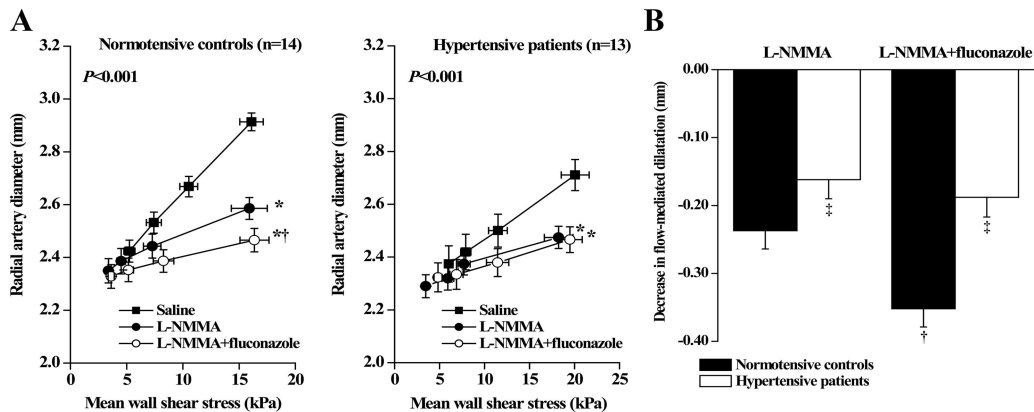 A
Normotensive controls (n=14)
P<0.001
Radial artery diameter (mm)
3.2
3.0
2.8
2.6
2.4
2.2
2.0
*
*†
Saline
L-NMMA
L-NMMA+fluconazole
0 5 10 15 20
Mean wall shear stress (kPa)
Hypertensive patients (n=13)
P<0.001
Radial artery diameter (mm)
3.2
3.0
2.8
2.6
2.4
2.2
2.0
*
*
Saline
L-NMMA
L-NMMA+fluconazole
0 5 10 15 20 25
Mean wall shear stress (kPa)
B
L-NMMA L-NMMA+fluconazole
Decrease in flow-mediated dilatation (mm)
0.00
-0.10
-0.20
-0.30
-0.40
‡
‡
†
Normotensive controls
Hypertensive patients